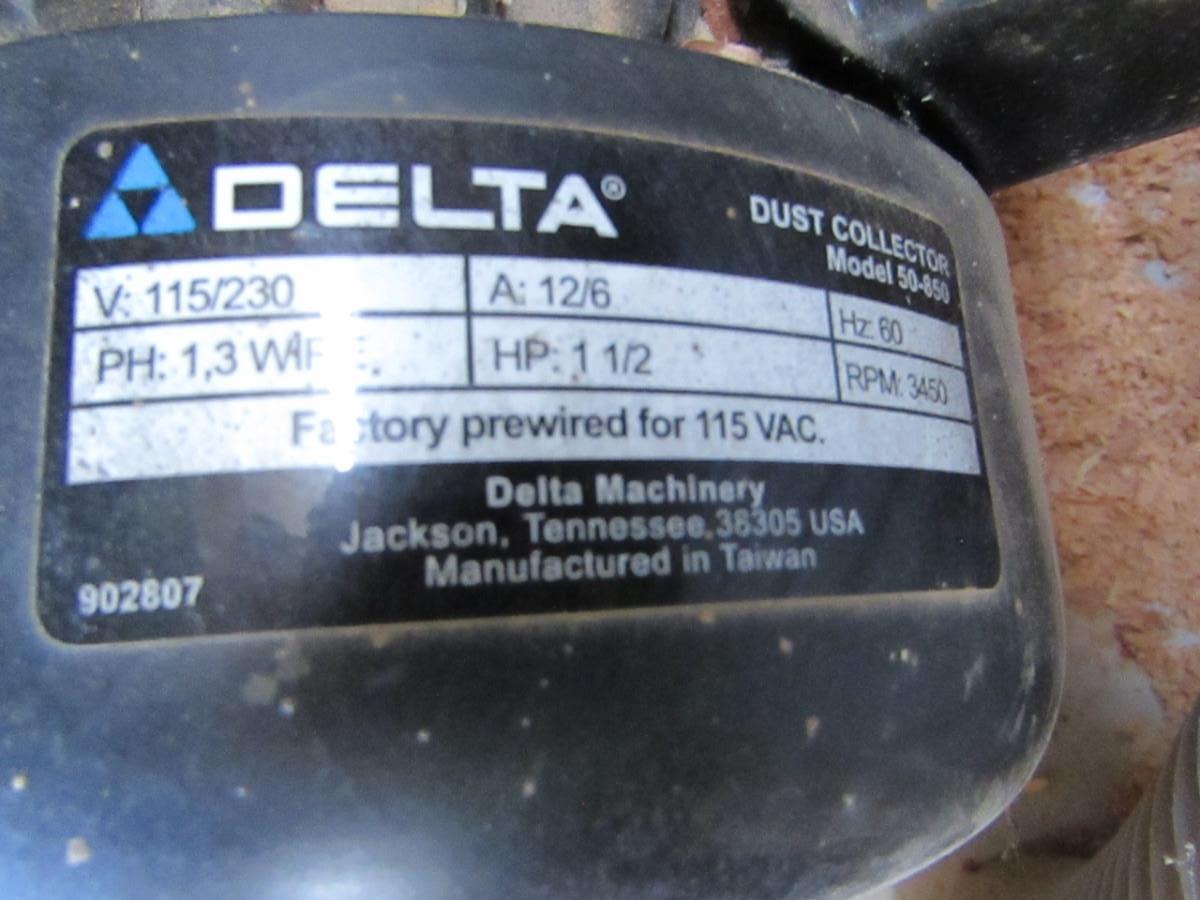 DELTA®
DUST COLLECTOR
Model 50-850
V: 115/230 A: 12/6 Hz: 60
PH: 1,3 WIRE. HP: 1 1/2 RPM: 3450
Factory prewired for 115 VAC.
Delta Machinery
Jackson, Tennessee 38305 USA
Manufactured in Taiwan
902807